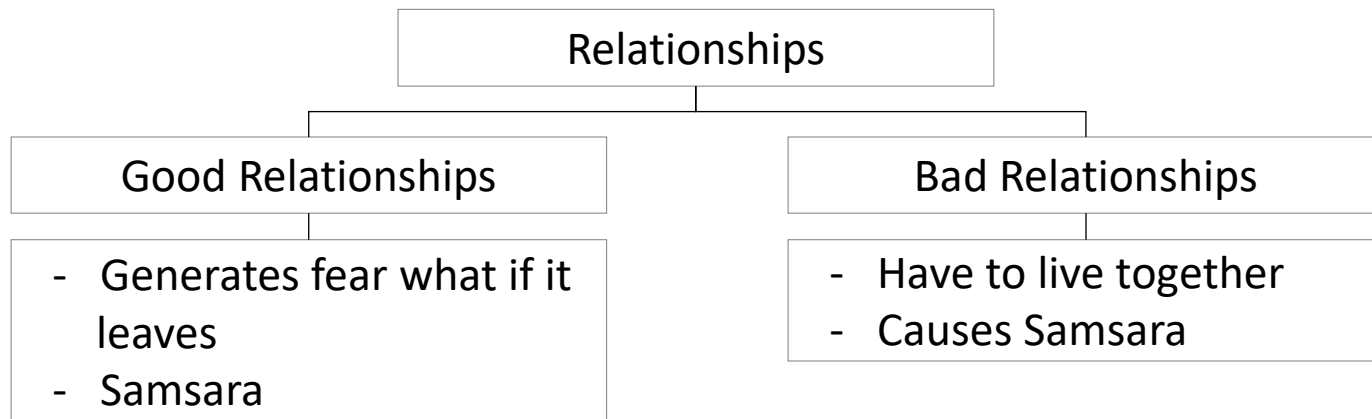 Relationships
Good Relationships
- Generates fear what if it
leaves
- Samsara
Bad Relationships
- Have to live together
- Causes Samsara